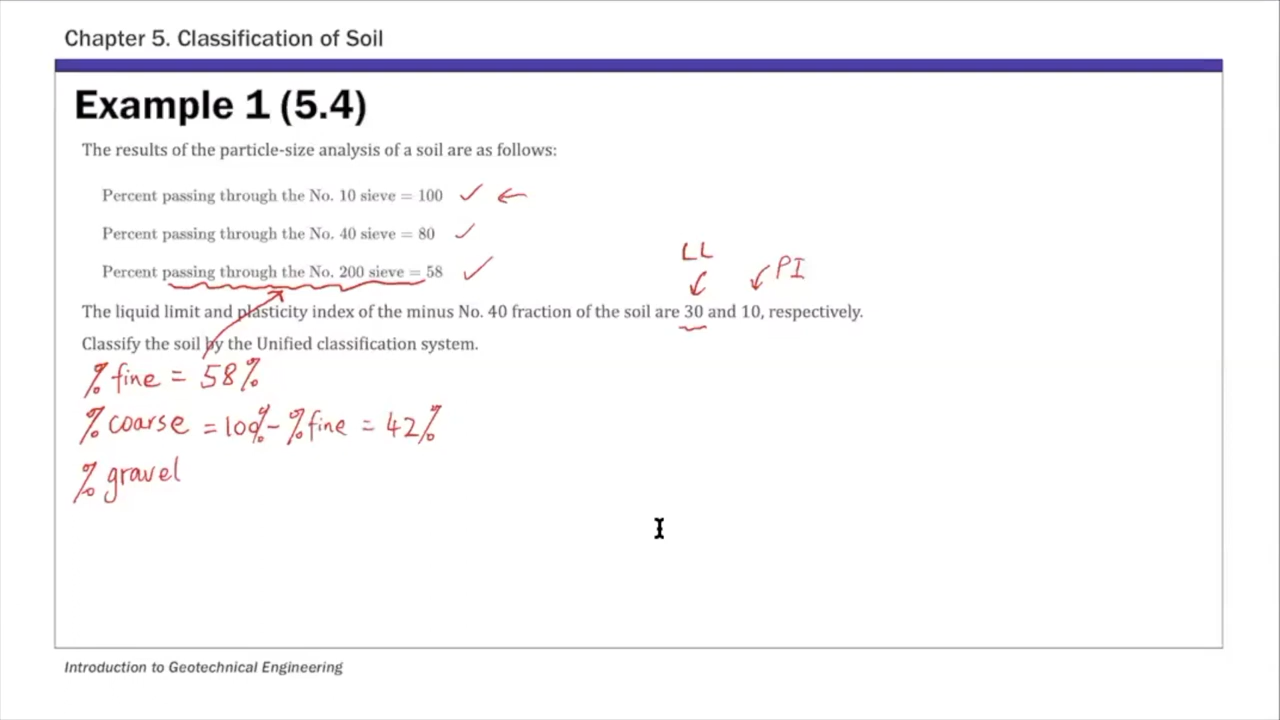 Chapter 5. Classification of Soil
Example 1 (5.4)
The results of the particle-size analysis of a soil are as follows:
Percent passing through the No. 10 sieve = 100 ✓ ←
Percent passing through the No. 40 sieve = 80 ✓
LL
Percent passing through the No. 200 sieve = 58 ✓
PI
The liquid limit and plasticity index of the minus No. 40 fraction of the soil are 30 and 10, respectively.
Classify the soil by the Unified classification system.
% fine = 58%
% coarse = 100% - % fine = 42%
% gravel
Introduction to Geotechnical Engineering